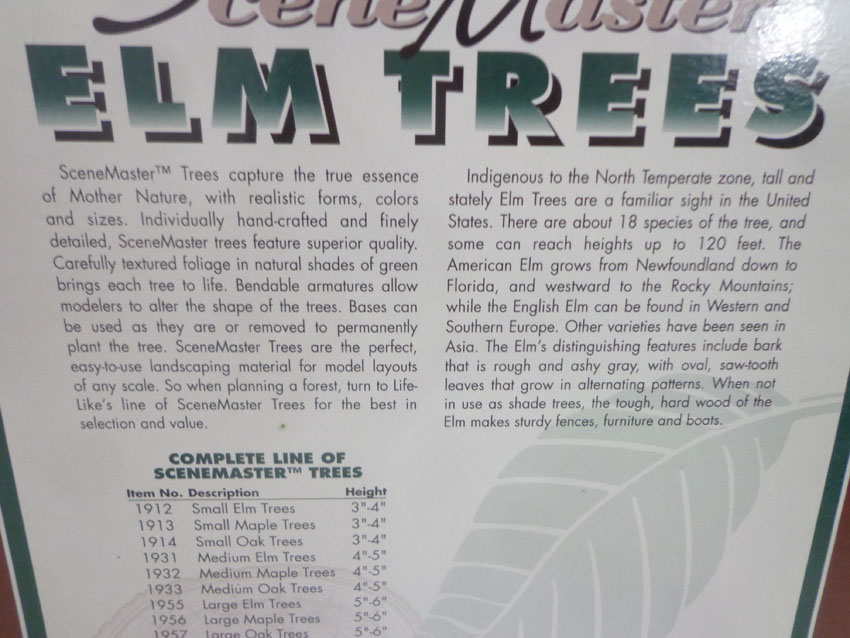 SceneMaster
ELM TREES
SceneMaster™ Trees capture the true essence
of Mother Nature, with realistic forms, colors
and sizes. Individually hand-crafted and finely
detailed, SceneMaster trees feature superior quality.
Carefully textured foliage in natural shades of green
brings each tree to life. Bendable armatures allow
modelers to alter the shape of the trees. Bases can
be used as they are or removed to permanently
plant the tree. SceneMaster Trees are the perfect,
easy-to-use landscaping material for model layouts
of any scale. So when planning a forest, turn to Life-
Like's line of SceneMaster Trees for the best in
selection and value.
Indigenous to the North Temperate zone, tall and
stately Elm Trees are a familiar sight in the United
States. There are about 18 species of the tree, and
some can reach heights up to 120 feet. The
American Elm grows from Newfoundland down to
Florida, and westward to the Rocky Mountains;
while the English Elm can be found in Western and
Southern Europe. Other varieties have been seen in
Asia. The Elm's distinguishing features include bark
that is rough and ashy gray, with oval, saw-tooth
leaves that grow in alternating patterns. When not
in use as shade trees, the tough, hard wood of the
Elm makes sturdy fences, furniture and boats.
COMPLETE LINE OF
SCENEMASTER™ TREES
Item No. Description Height
1912 Small Elm Trees 3"-4"
1913 Small Maple Trees 3"-4"
1914 Small Oak Trees 3"-4"
1931 Medium Elm Trees 4"-5"
1932 Medium Maple Trees 4"-5"
1933 Medium Oak Trees 4"-5"
1955 Large Elm Trees 5"-6"
1956 Large Maple Trees 5"-6"
1957 Large Oak Trees 5"-6"